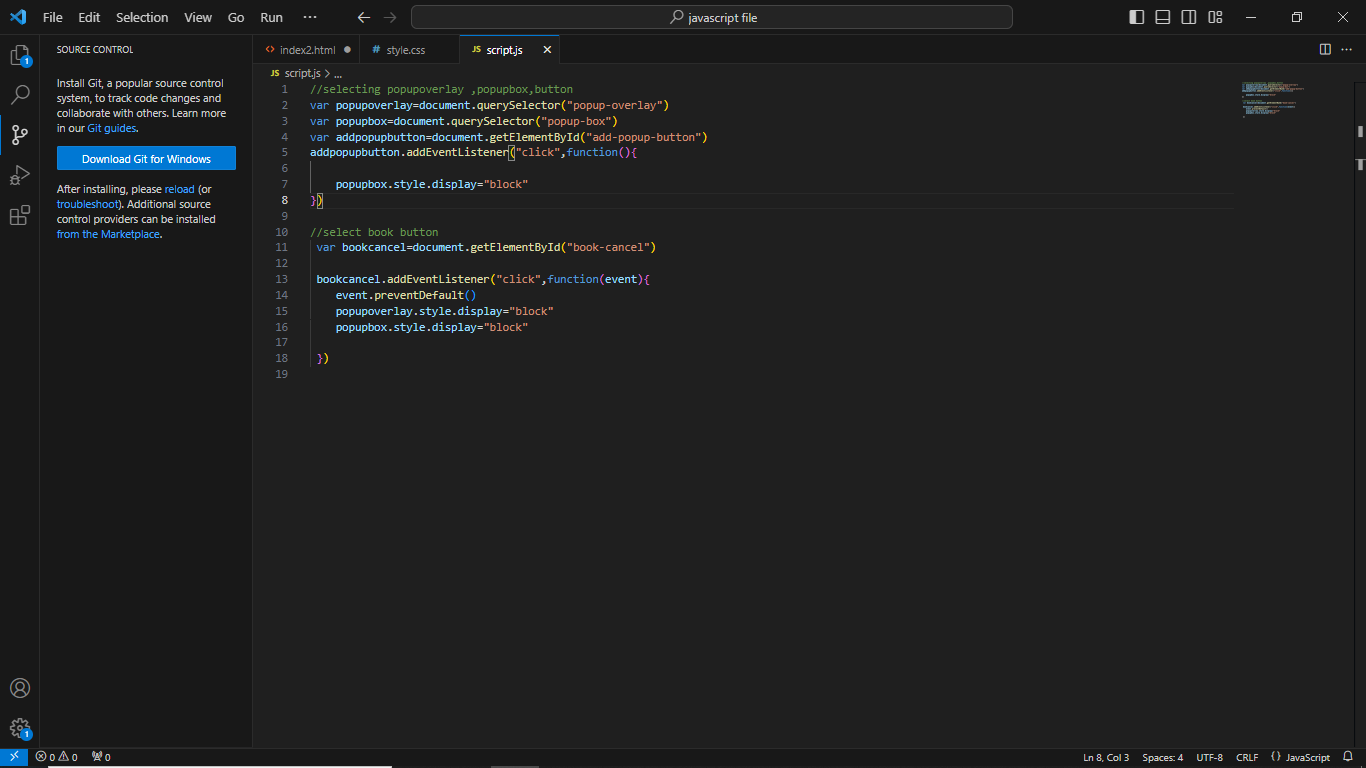 File Edit Selection View Go Run ···
javascript file
SOURCE CONTROL
Install Git, a popular source control
system, to track code changes and
collaborate with others. Learn more
in our Git guides.
Download Git for Windows
After installing, please reload (or
troubleshoot). Additional source
control providers can be installed
from the Marketplace.
1
1
index2.html
# style.css
JS script.js
JS script.js > ...
1 //selecting popupoverlay ,popupbox,button
2 var popupoverlay=document.querySelector("popup-overlay")
3 var popupbox=document.querySelector("popup-box")
4 var addpopupbutton=document.getElementById("add-popup-button")
5 addpopupbutton.addEventListener("click",function(){
6
7     popupbox.style.display="block"
8 })
9
10 //select book button
11  var bookcancel=document.getElementById("book-cancel")
12
13  bookcancel.addEventListener("click",function(event){
14     event.preventDefault()
15     popupoverlay.style.display="block"
16     popupbox.style.display="block"
17
18  })
19
0 0 0
Ln 8, Col 3 Spaces: 4 UTF-8 CRLF {} JavaScript